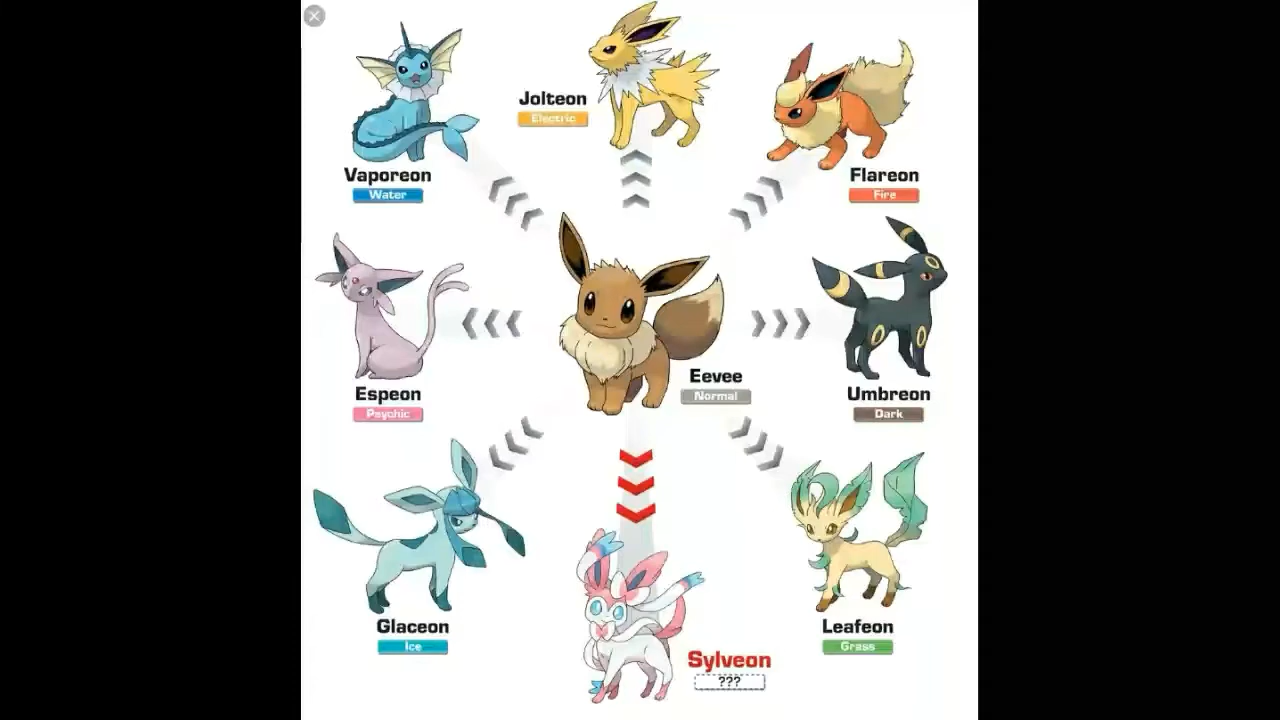 Jolteon
Electric
Vaporeon
Water
Flareon
Fire
Eevee
Normal
Espeon
Psychic
Umbreon
Dark
Glaceon
Ice
Leafeon
Grass
Sylveon
???